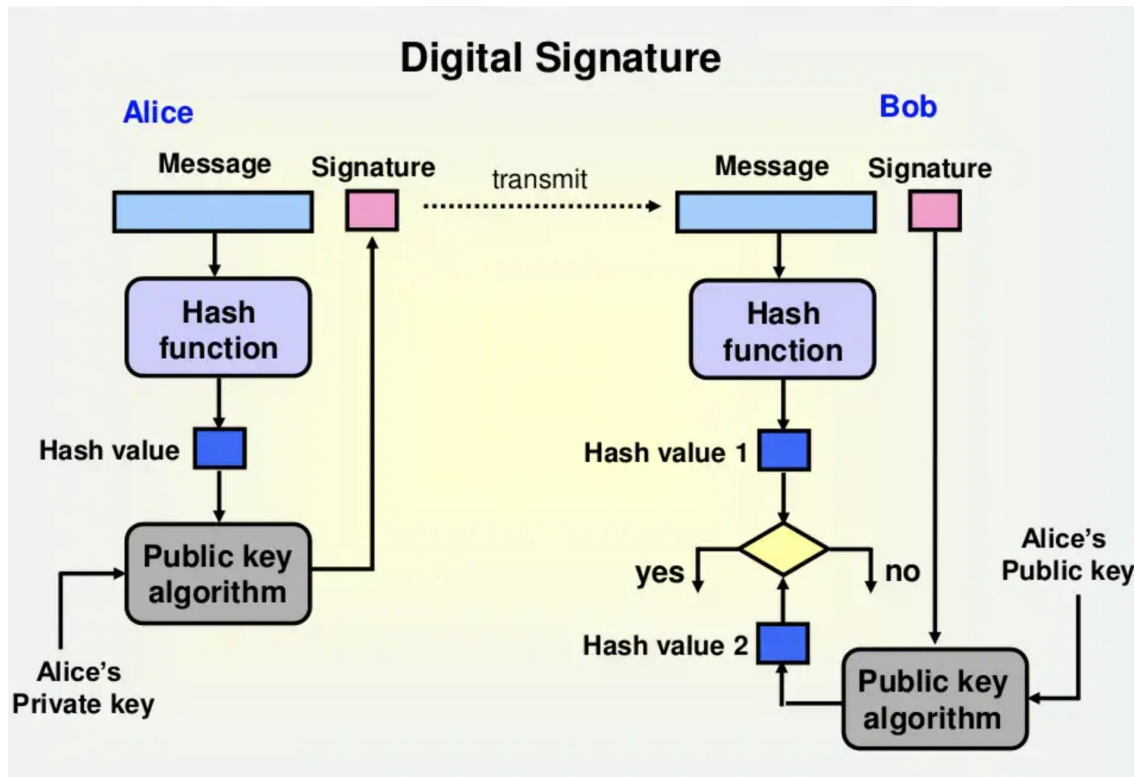 Digital Signature
Alice
Bob
Message
Signature
transmit
Message
Signature
Hash
function
Hash
function
Hash value
Hash value 1
Public key
algorithm
yes
no
Alice’s
Public key
Hash value 2
Alice’s
Private key
Public key
algorithm